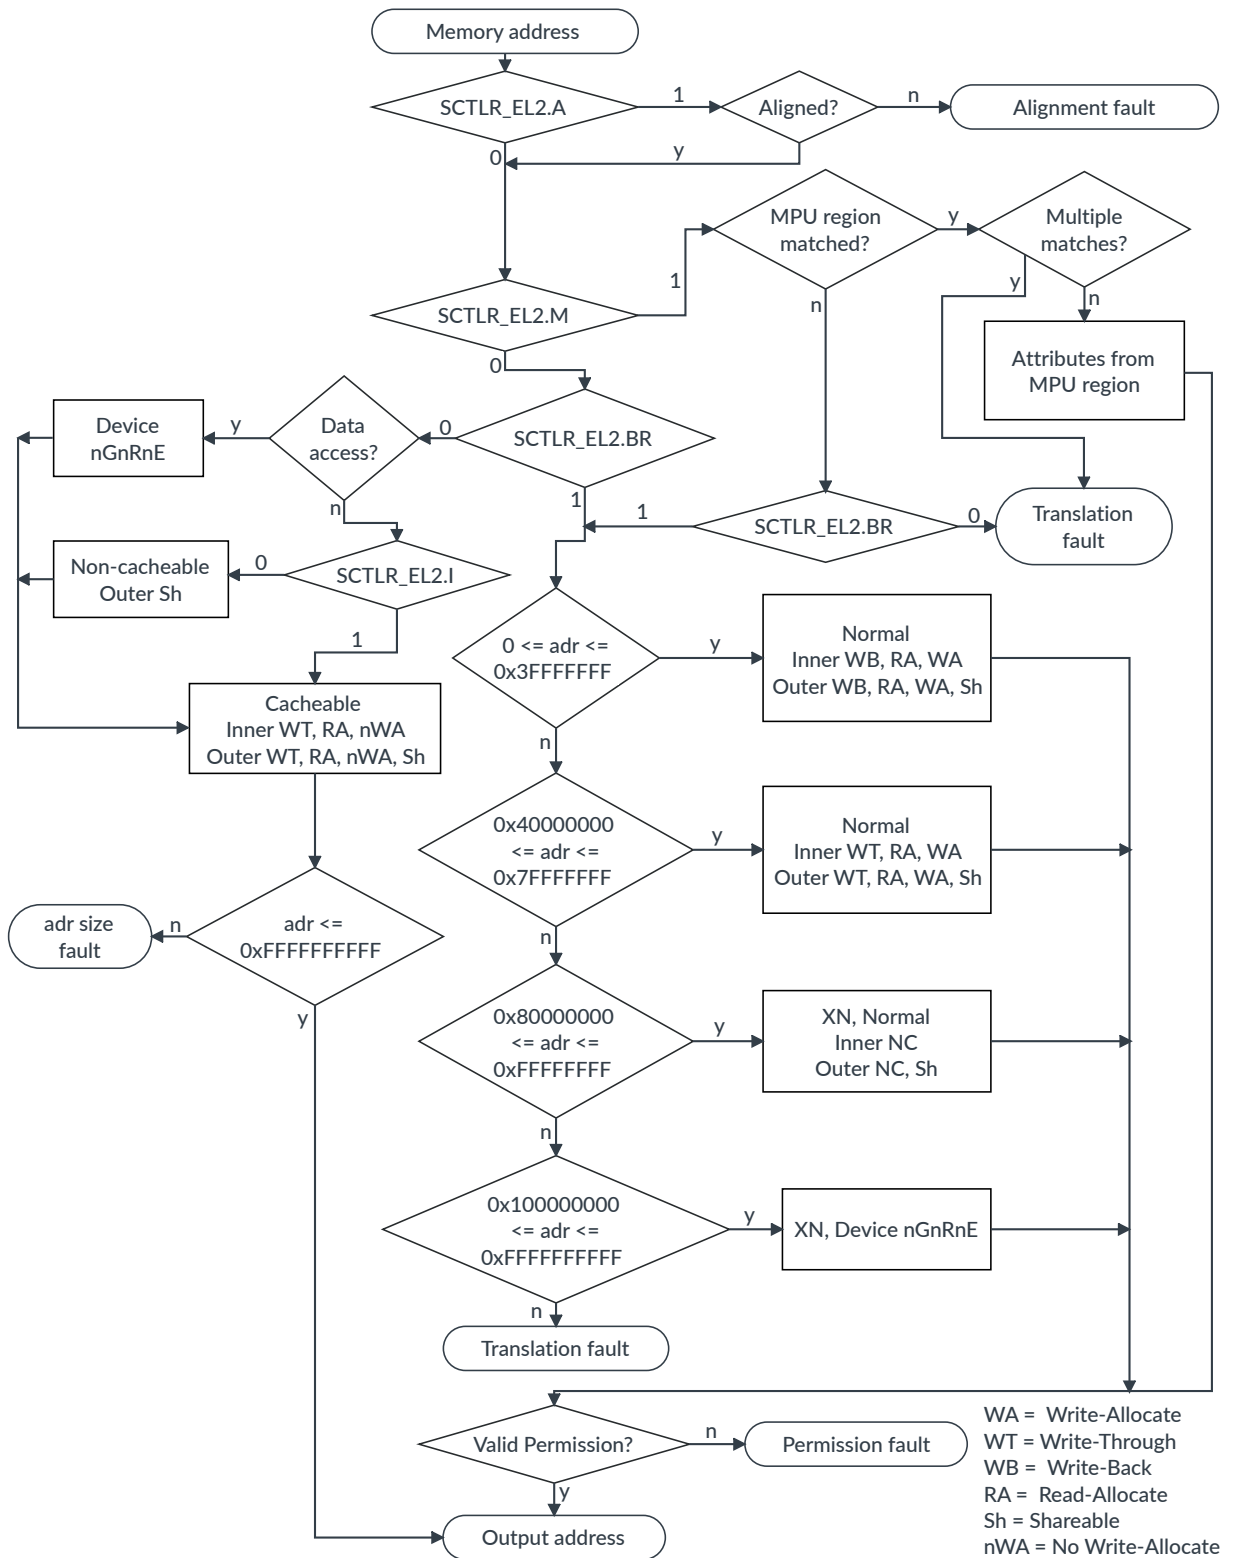 Memory address
SCTLR_EL2.A
1
Aligned?
n
Alignment fault
0
y
MPU region
matched?
y
Multiple
matches?
1
y
n
n
SCTLR_EL2.M
0
Attributes from
MPU region
Device
nGnRnE
y
Data
access?
0
SCTLR_EL2.BR
n
1
1
SCTLR_EL2.BR
0
Translation
fault
Non-cacheable
Outer Sh
0
SCTLR_EL2.I
1
0 <= adr <=
0x3FFFFFFF
y
Normal
Inner WB, RA, WA
Outer WB, RA, WA, Sh
Cacheable
Inner WT, RA, nWA
Outer WT, RA, nWA, Sh
n
0x40000000
<= adr <=
0x7FFFFFFF
y
Normal
Inner WT, RA, WA
Outer WT, RA, WA, Sh
adr size
fault
n
adr <=
0xFFFFFFFFFF
n
y
0x80000000
<= adr <=
0xFFFFFFFF
y
XN, Normal
Inner NC
Outer NC, Sh
n
0x100000000
<= adr <=
0xFFFFFFFFFF
y
XN, Device nGnRnE
n
Translation fault
Valid Permission?
n
Permission fault
y
Output address
WA = Write-Allocate
WT = Write-Through
WB = Write-Back
RA = Read-Allocate
Sh = Shareable
nWA = No Write-Allocate